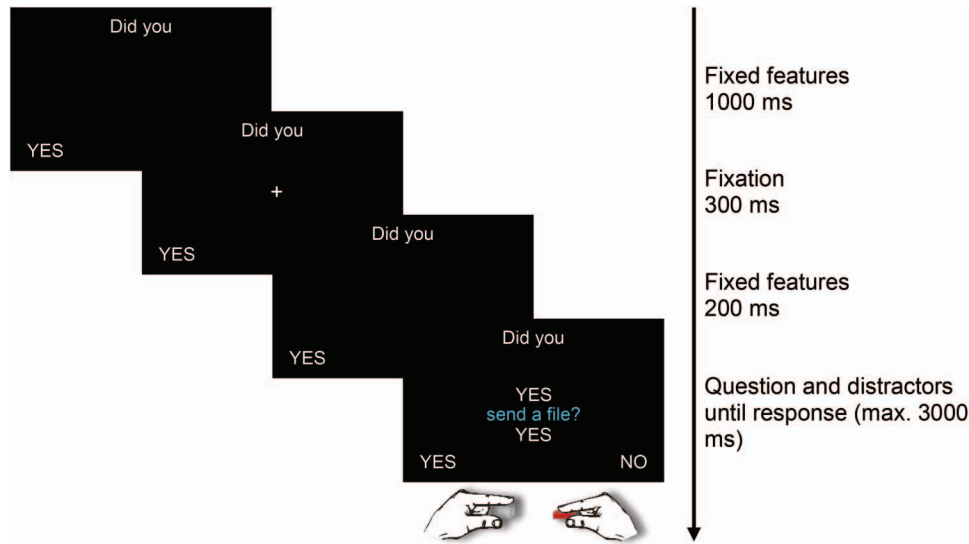 Did you
YES
Did you
+
YES
Did you
YES
Did you
YES
send a file?
YES
YES NO
Fixed features
1000 ms
Fixation
300 ms
Fixed features
200 ms
Question and distractors
until response (max. 3000
ms)